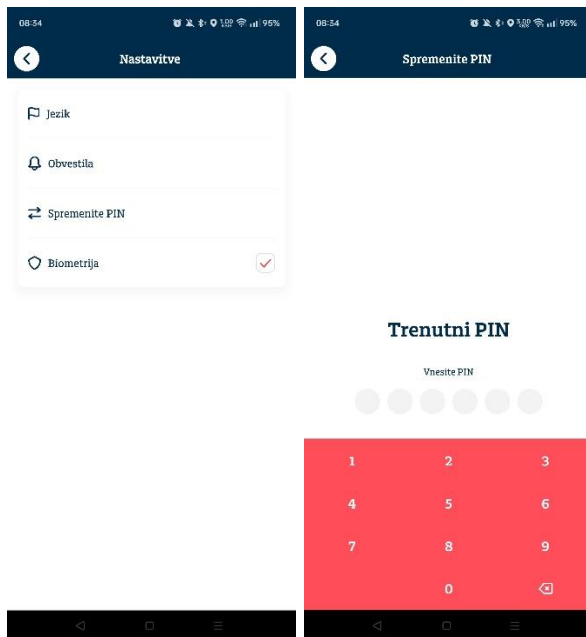 08:34
95%
Nastavitve
Jezik
Obvestila
Spremenite PIN
Biometrija
08:34
95%
Spremenite PIN
Trenutni PIN
Vnesite PIN
1 2 3
4 5 6
7 8 9
0